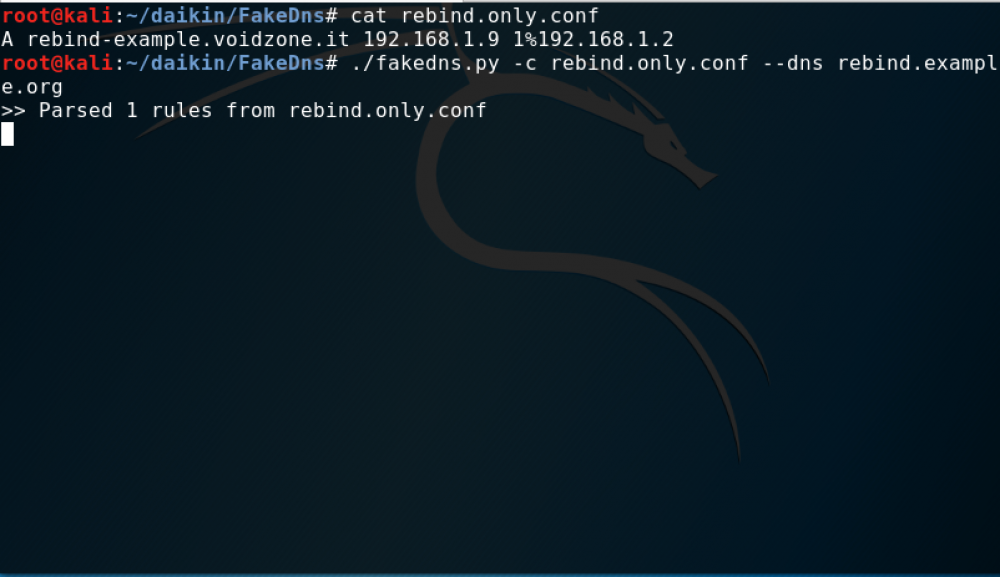 root@kali:~/daikin/FakeDns# cat rebind.only.conf
A rebind-example.voidzone.it 192.168.1.9 1%192.168.1.2
root@kali:~/daikin/FakeDns# ./fakedns.py -c rebind.only.conf --dns rebind.exampl
e.org
>> Parsed 1 rules from rebind.only.conf